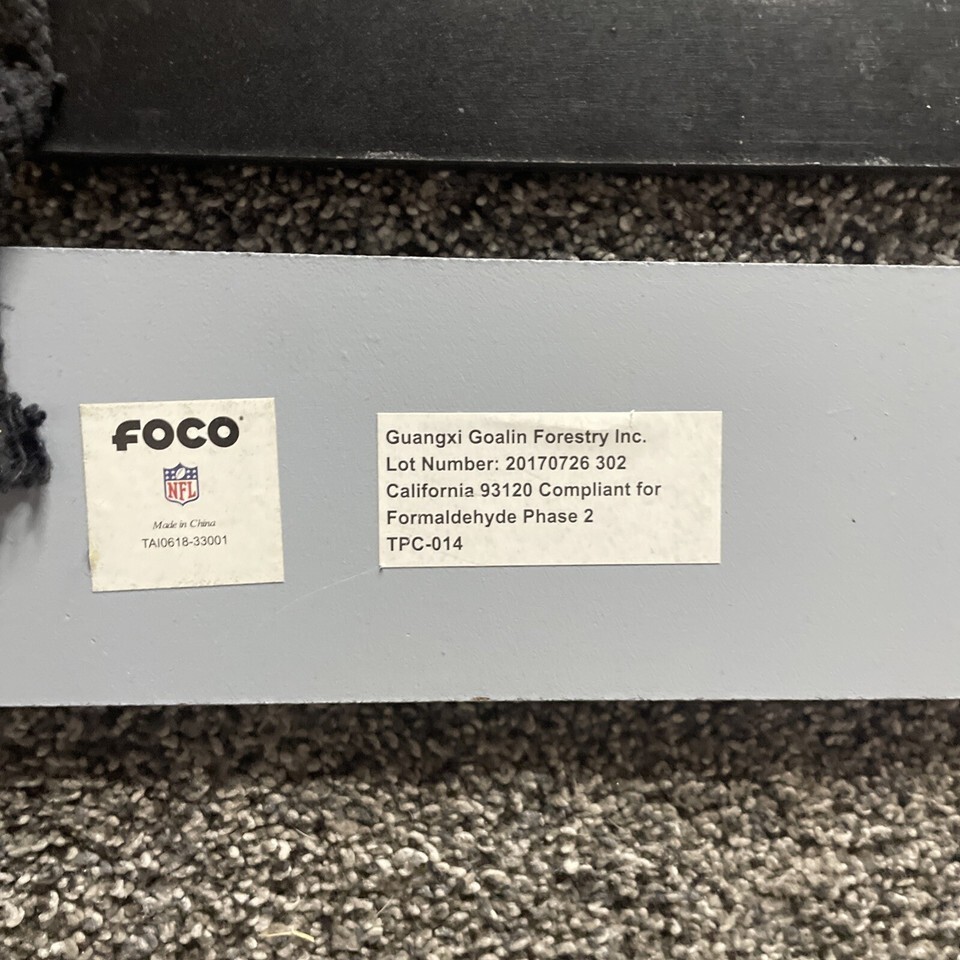 FOCO
NFL
Made in China
TAI0618-33001
Guangxi Goalin Forestry Inc.
Lot Number: 20170726 302
California 93120 Compliant for
Formaldehyde Phase 2
TPC-014